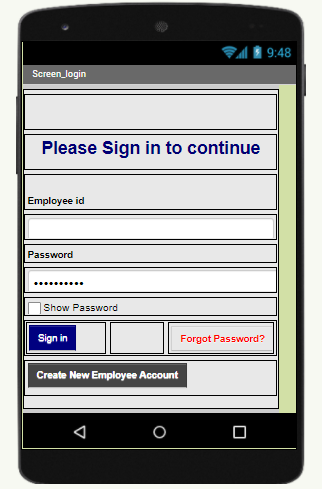 9:48
Screen_login
Please Sign in to continue
Employee id
Password
••••••••••
Show Password
Sign in
Forgot Password?
Create New Employee Account